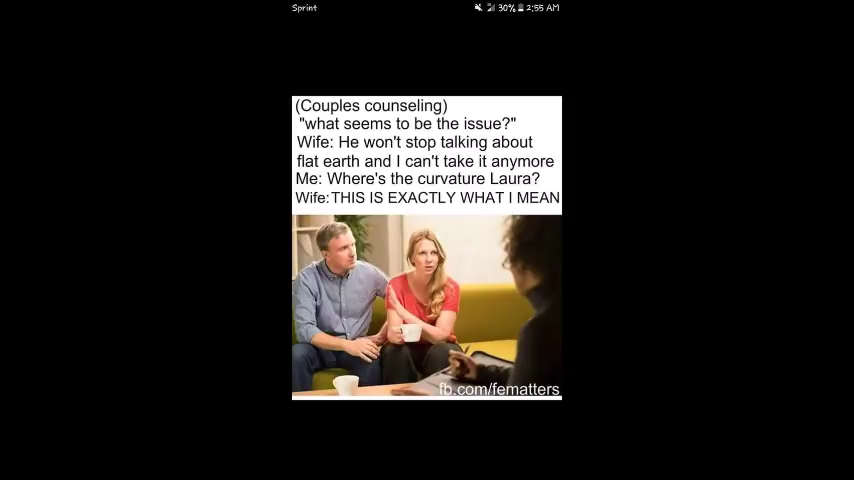 Sprint 30% 2:55 AM
(Couples counseling)
"what seems to be the issue?"
Wife: He won't stop talking about
flat earth and I can't take it anymore
Me: Where's the curvature Laura?
Wife:THIS IS EXACTLY WHAT I MEAN
fb.com/fematters